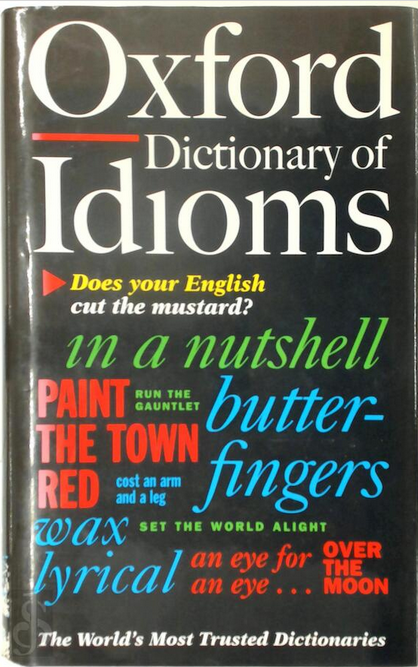 Oxford
Dictionary of
Idioms
Does your English
cut the mustard?
in a nutshell
PAINT
THE TOWN
RED
RUN THE
GAUNTLET
butter-
fingers
cost an arm
and a leg
wax
lyrical
SET THE WORLD ALIGHT
an eye for
an eye...
OVER
THE
MOON
The World's Most Trusted Dictionaries